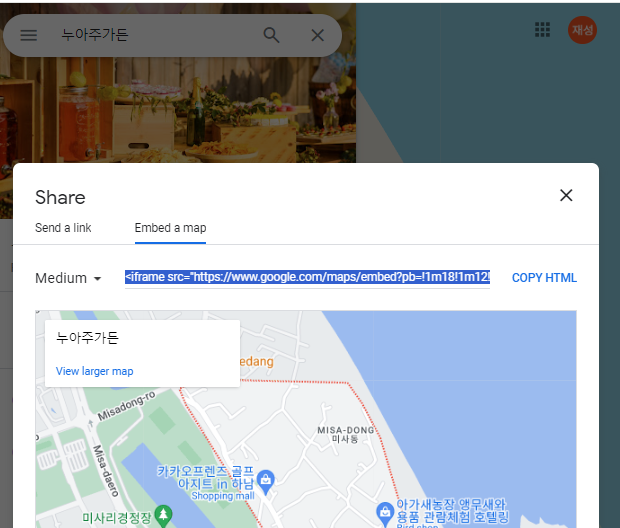 누아주가든
재성
Share
Send a link
Embed a map
Medium
<iframe src="https://www.google.com/maps/embed?pb=!1m18!1m12!
COPY HTML
누아주가든
View larger map
edang
Misadong-ro
MISA-DONG
미사동
Misa-daero
카카오프렌즈 골프
아지트 in 하남
Shopping mall
아가새농장 앵무새와
용품 관람체험 호텔링
Bird shop
미사리경정장